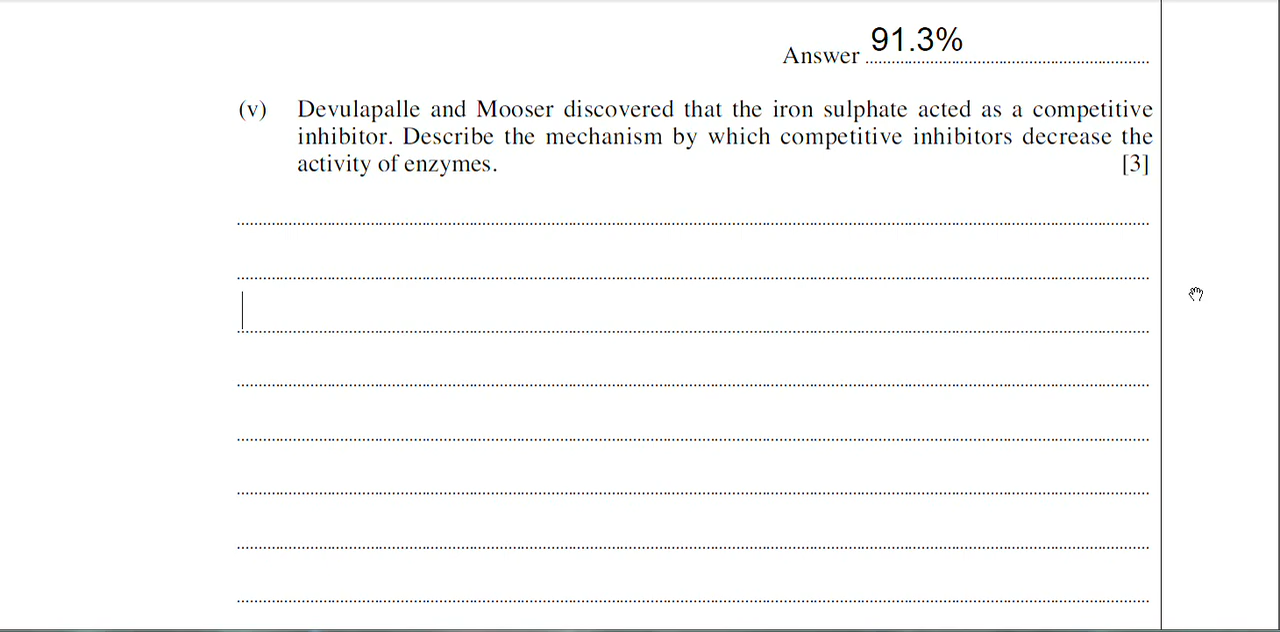 Answer 91.3%
(v) Devulapalle and Mooser discovered that the iron sulphate acted as a competitive
inhibitor. Describe the mechanism by which competitive inhibitors decrease the
activity of enzymes. [3]